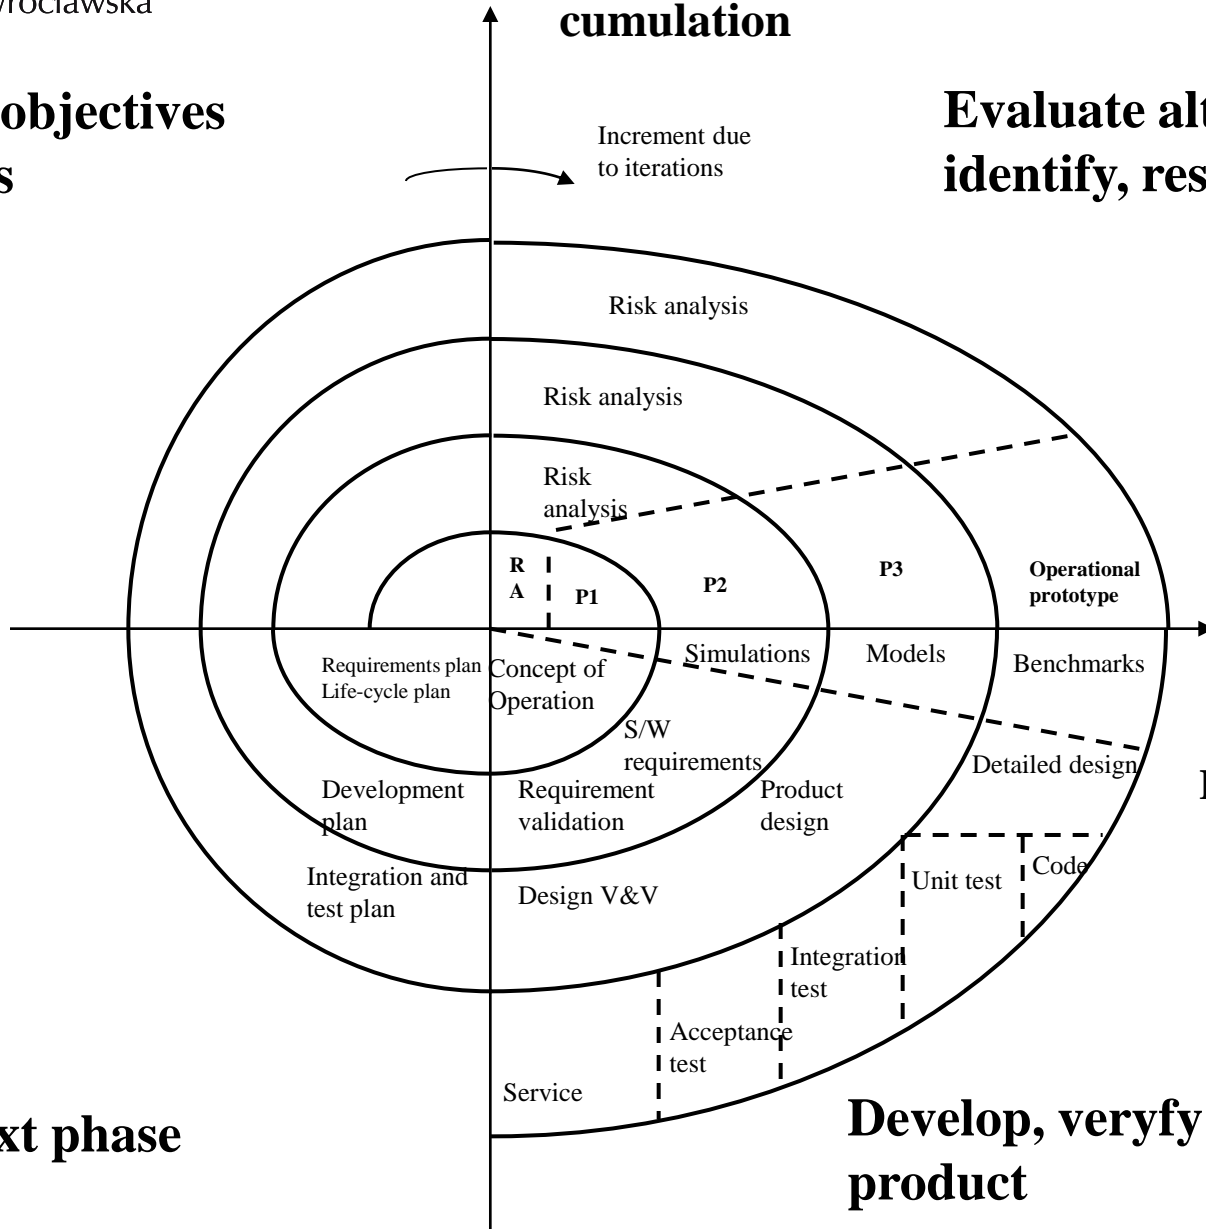 cumulation
objectives
s
Evaluate
identify,
Increment due
to iterations
Risk analysis
Risk analysis
Risk
analysis
R
A
P1
P2
P3
Operational
prototype
Requirements plan
Life-cycle plan
Concept of
Operation
Simulations
Models
Benchmarks
S/W
requirements
Detailed design
Development
plan
Requirement
validation
Product
design
Integration and
test plan
Design V&V
Unit test
Code
Integration
test
Acceptance
test
Service
xt phase
Develop, veryfy
product